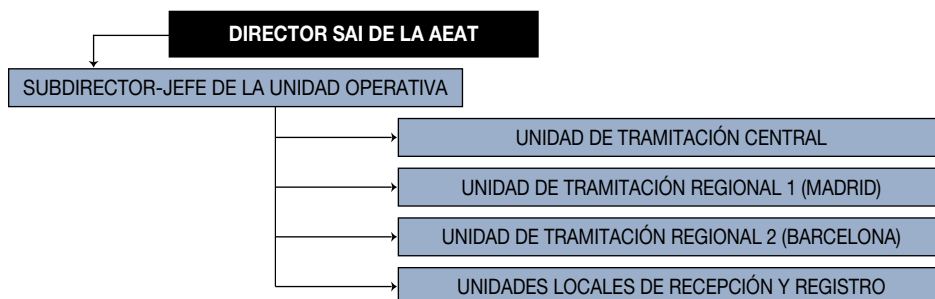 DIRECTOR SAI DE LA AEAT
SUBDIRECTOR-JEFE DE LA UNIDAD OPERATIVA
UNIDAD DE TRAMITACIÓN CENTRAL
UNIDAD DE TRAMITACIÓN REGIONAL 1 (MADRID)
UNIDAD DE TRAMITACIÓN REGIONAL 2 (BARCELONA)
UNIDADES LOCALES DE RECEPCIÓN Y REGISTRO